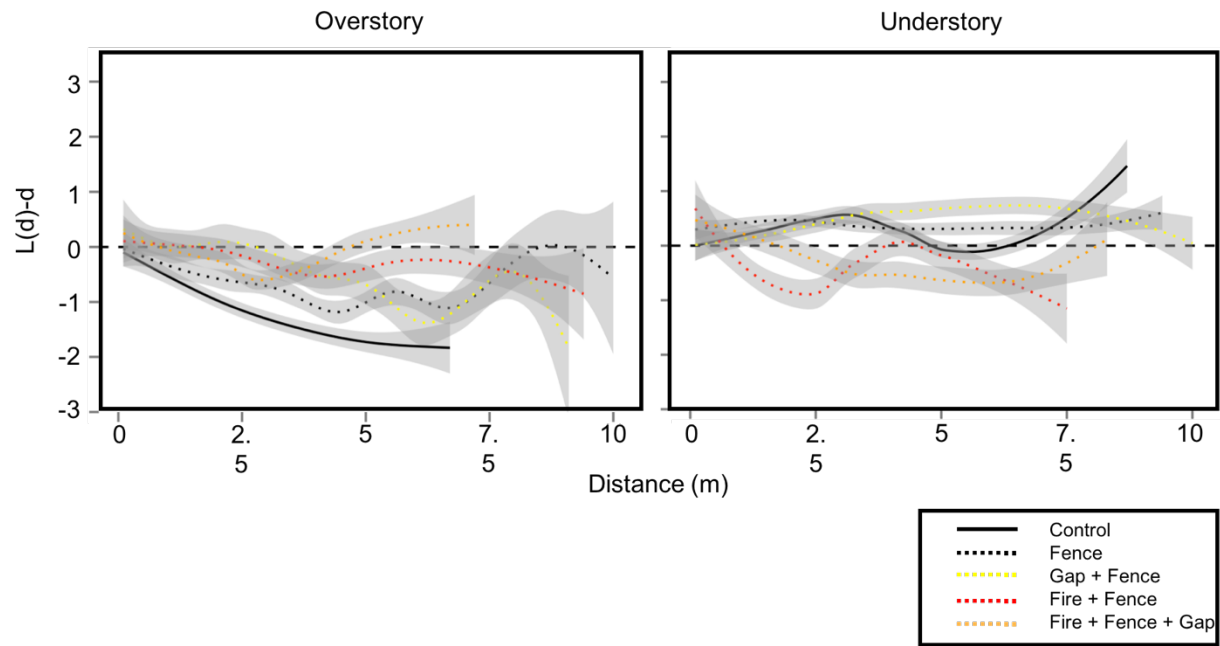 Overstory
Understory
L(d)-d
3
2
1
0
-1
-2
-3
0 2. 5 7. 10
5 5
0 2. 5 7. 10
5 5
Distance (m)
Control
Fence
Gap + Fence
Fire + Fence
Fire + Fence + Gap